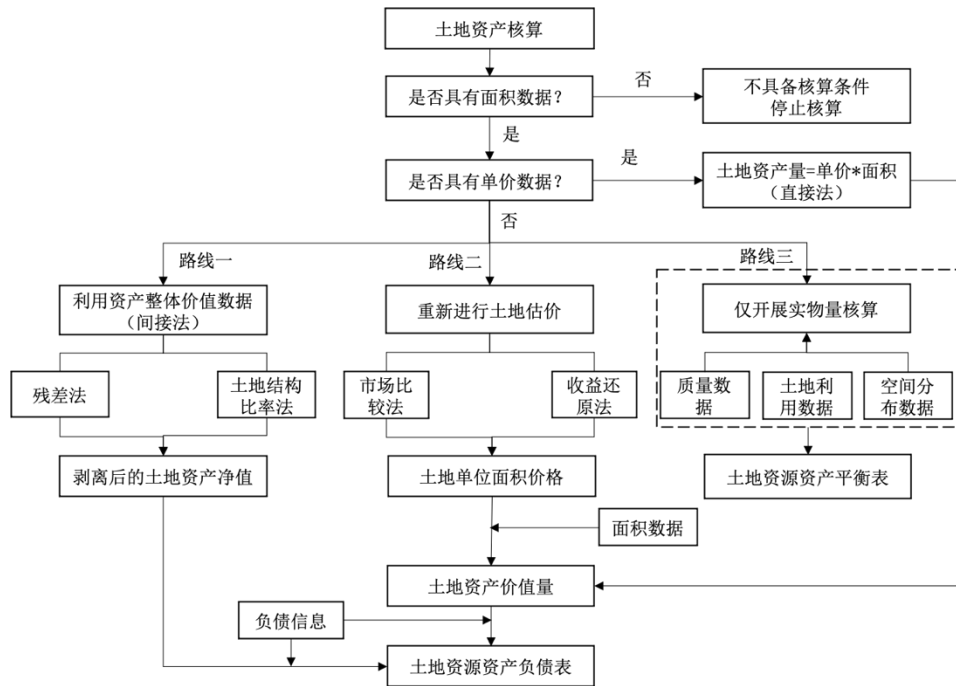 土地资产核算
是否具有面积数据？
否
不具备核算条件
停止核算
是
是否具有单价数据？
是
土地资产量=单价*面积
（直接法）
否
路线一
路线二
路线三
利用资产整体价值数据
（间接法）
重新进行土地估价
仅开展实物量核算
残差法
土地结构
比率法
市场比
较法
收益还
原法
质量数
据
土地利
用数据
空间分
布数据
剥离后的土地资产净值
土地单位面积价格
土地资源资产平衡表
面积数据
土地资产价值量
负债信息
土地资源资产负债表